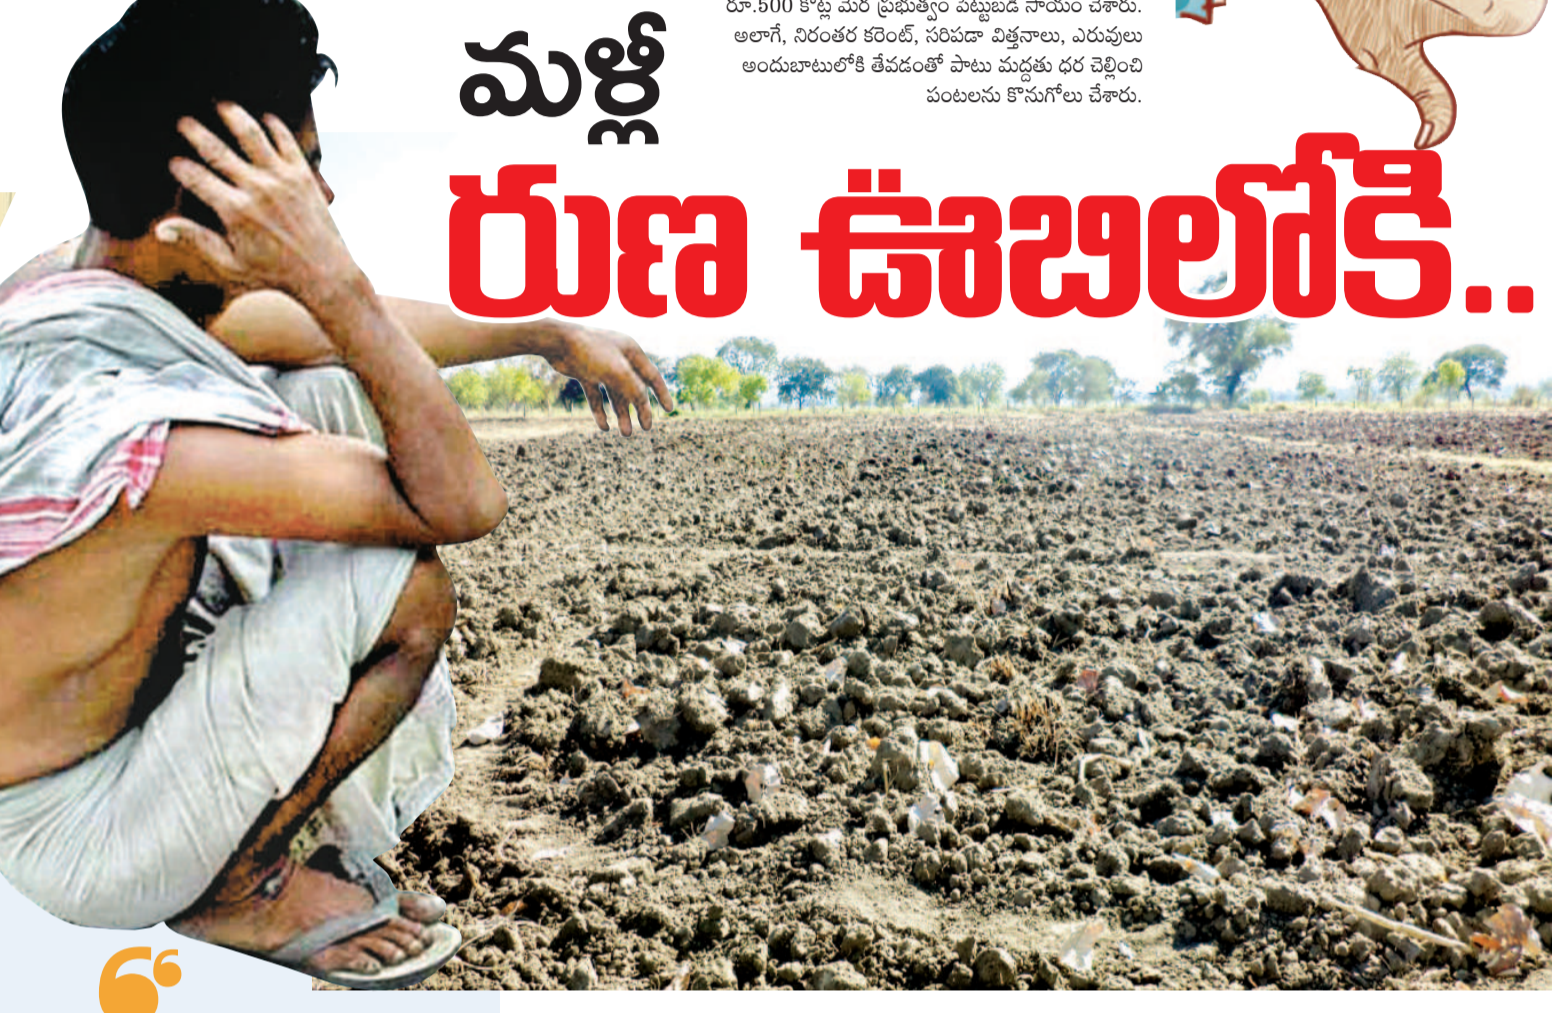 రూ.500 కోట్ల మేర ప్రభుత్వం పెట్టుబడి సాయం చేశారు.
అలాగే, నిరంతర కరెంట్, సరిపడా విత్తనాలు, ఎరువులు
అందుబాటులోకి తేవడంతో పాటు మద్దతు ధర చెల్లించి
పంటలను కొనుగోలు చేశారు.
మళ్లీ
రుణ ఊబిలోకి..